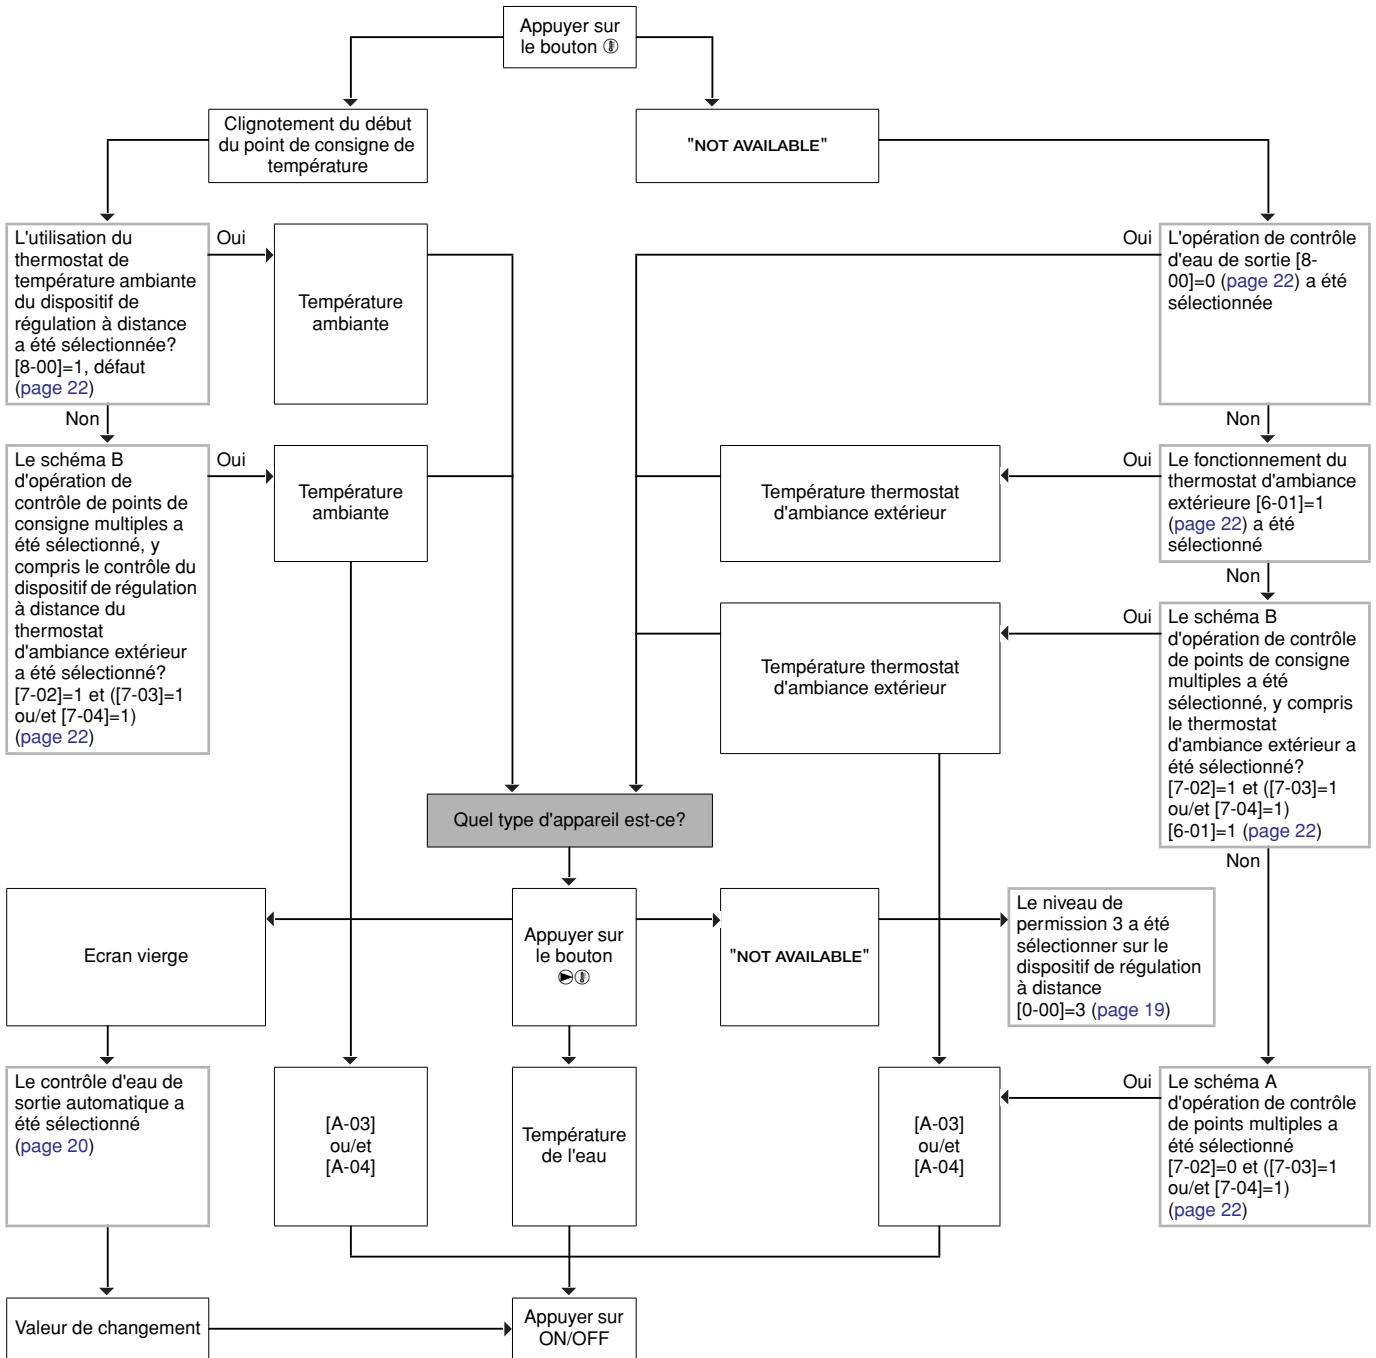 Appuyer sur
le bouton
Clignotement du début
du point de consigne de
température
"NOT AVAILABLE"
L'utilisation du
thermostat de
température ambiante
du dispositif de
régulation à distance
a été sélectionnée?
[8-00]=1, défaut
(page 22)
Oui
Température
ambiante
Oui
L'opération de contrôle
d'eau de sortie [8-
00]=0 (page 22) a été
sélectionnée
Non
Non
Le schéma B
d'opération de
contrôle de points de
consigne multiples a
été sélectionné, y
compris le contrôle du
dispositif de régulation
à distance du
thermostat
d'ambiance extérieur
a été sélectionné?
[7-02]=1 et ([7-03]=1
ou/et [7-04]=1)
(page 22)
Oui
Température
ambiante
Température thermostat
d'ambiance extérieur
Oui
Le fonctionnement du
thermostat d'ambiance
extérieure [6-01]=1
(page 22) a été
sélectionné
Non
Température thermostat
d'ambiance extérieur
Oui
Le schéma B
d'opération de contrôle
de points de consigne
multiples a été
sélectionné, y compris
le thermostat
d'ambiance extérieur a
été sélectionné?
[7-02]=1 et ([7-03]=1
ou/et [7-04]=1)
[6-01]=1 (page 22)
Non
Quel type d'appareil est-ce?
Ecran vierge
Appuyer sur
le bouton
"NOT AVAILABLE"
Le niveau de
permission 3 a été
sélectionner sur le
dispositif de régulation
à distance
[0-00]=3 (page 19)
Le contrôle d'eau de
sortie automatique a
été sélectionné
(page 20)
[A-03]
ou/et
[A-04]
Température
de l'eau
[A-03]
ou/et
[A-04]
Oui
Le schéma A
d'opération de contrôle
de points multiples a
été sélectionné
[7-02]=0 et ([7-03]=1
ou/et [7-04]=1)
(page 22)
Valeur de changement
Appuyer sur
ON/OFF